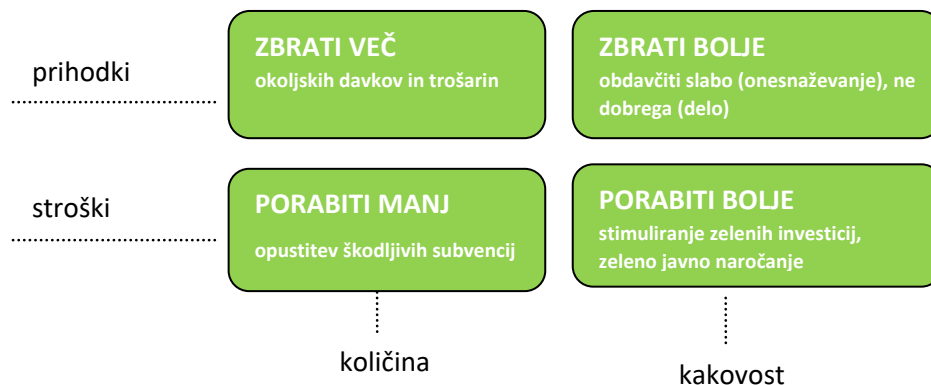 prihodki
ZBRATI VEČ
okoljskih davkov in trošarin
ZBRATI BOLJE
obdavčiti slabo (onesnaževanje), ne
dobrega (delo)
stroški
PORABITI MANJ
opustitev škodljivih subvencij
PORABITI BOLJE
stimuliranje zelenih investicij,
zeleno javno naročanje
količina
kakovost